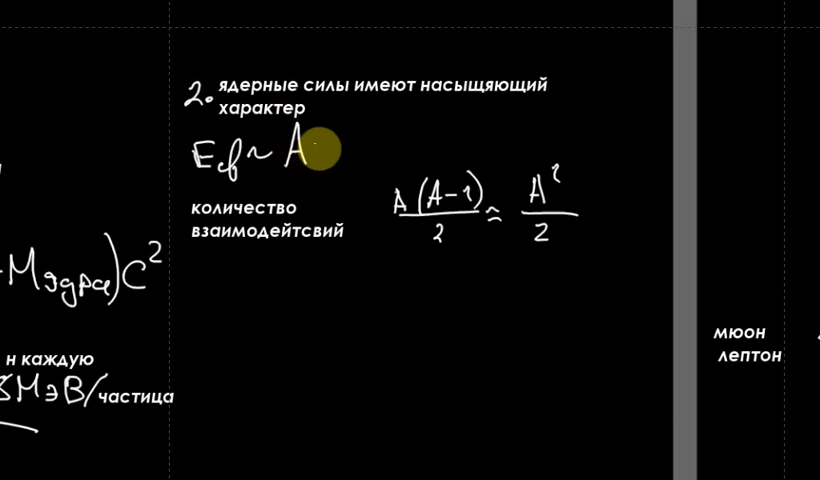 2. ядерные силы имеют насыщяющий
характер
Eсв ~ A
количество
взаимодейтсвий
A(A-1)/2 ≈ A²/2
Mядра)C²
н каждую
8МэВ/частица
мюон
лептон